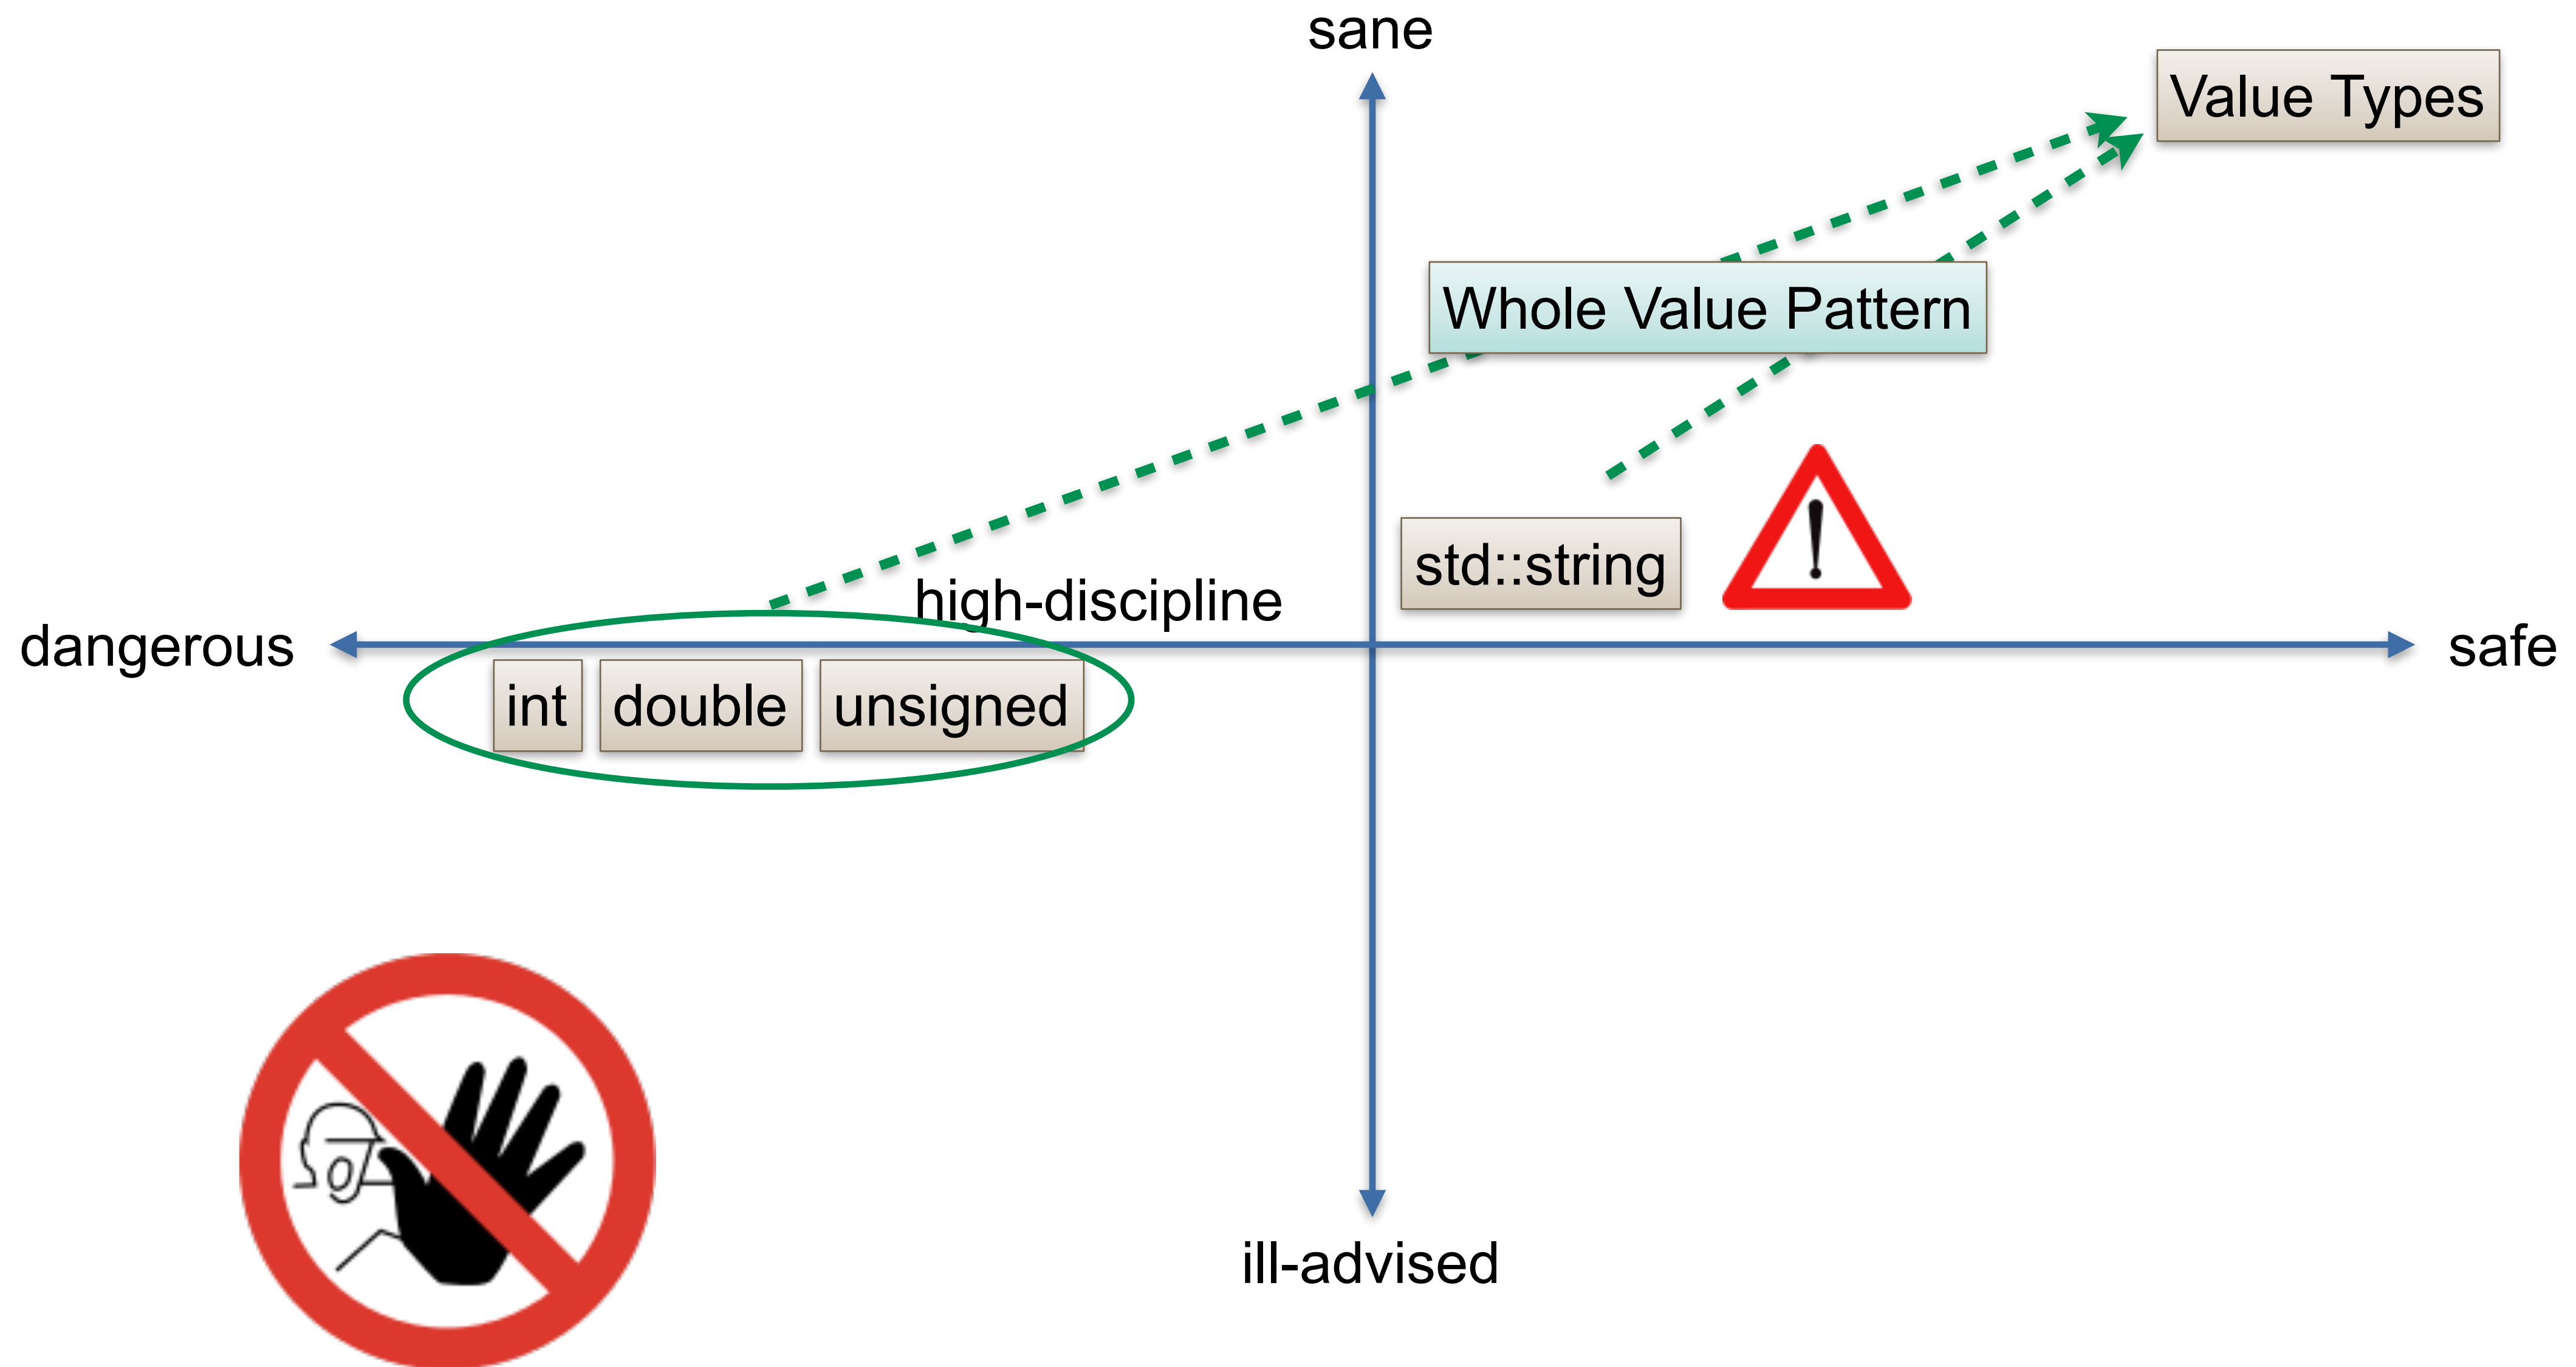 sane
Value Types
Whole Value Pattern
std::string
high-discipline
dangerous
safe
int
double
unsigned
ill-advised